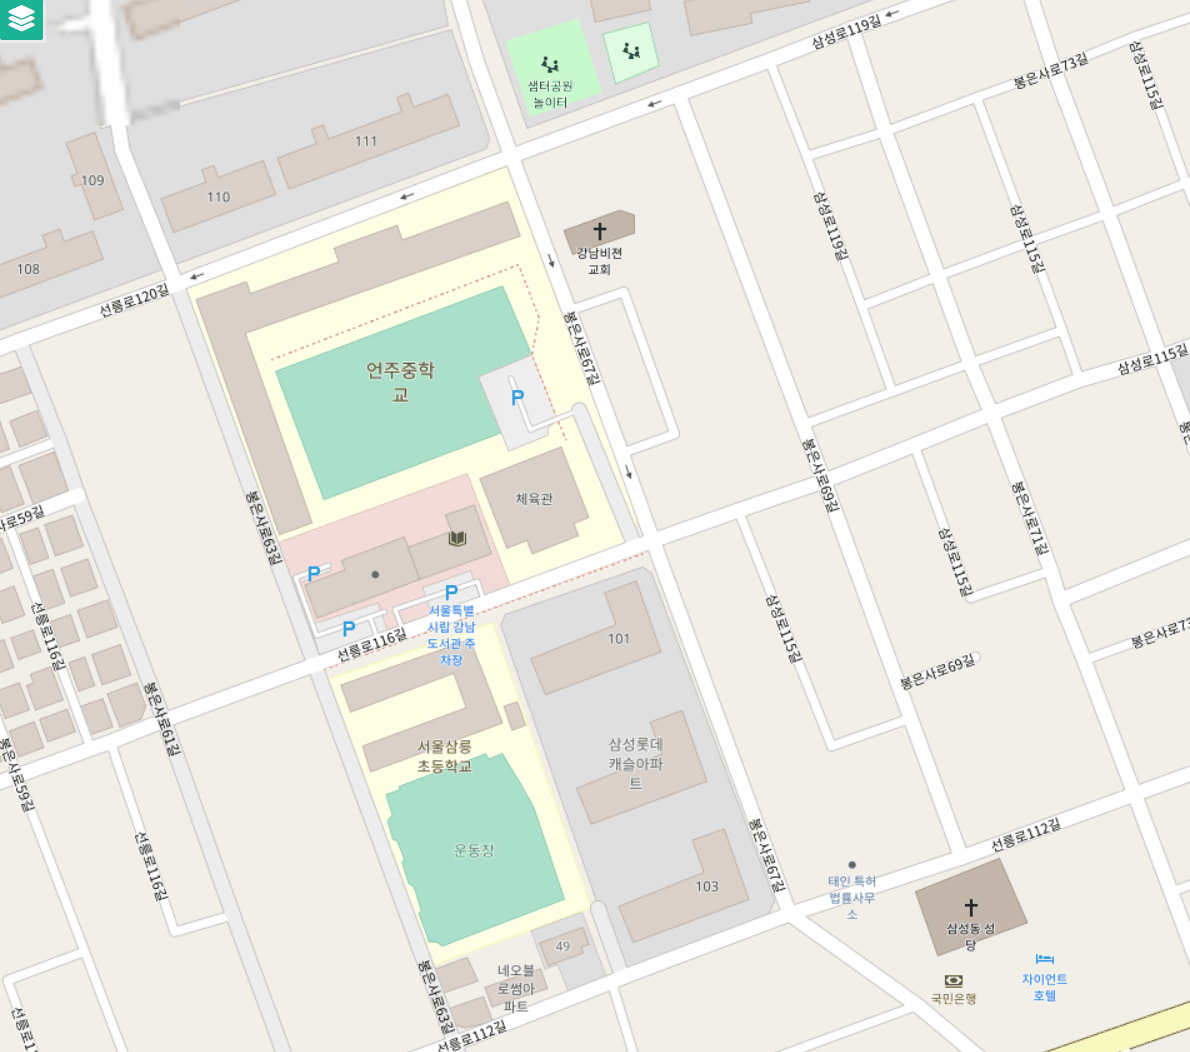 삼성로119길
봉은사로73길
삼성로115길
샘터공원
놀이터
111
109
110
삼성로119길
삼성로115길
강남비젼
교회
108
선릉로120길
봉은사로67길
삼성로115길
언주중학
교
P
봉은사로69길
체육관
봉은사로63길
봉은사로71길
사로59길
삼성로115길
P
P
서울특별
시립 강남
도서관 주
차장
P
선릉로116길
선릉로116길
삼성로115길
101
봉은사로73
봉은사로69길
봉은사로61길
봉은사로59길
서울삼릉
초등학교
삼성롯데
캐슬아파
트
운동장
선릉로116길
봉은사로67길
선릉로112길
103
태인 특허
법률사무
소
삼성동 성
당
49
네오블
로썸아
파트
봉은사로63길
자이언트
호텔
국민은행
선릉로112길